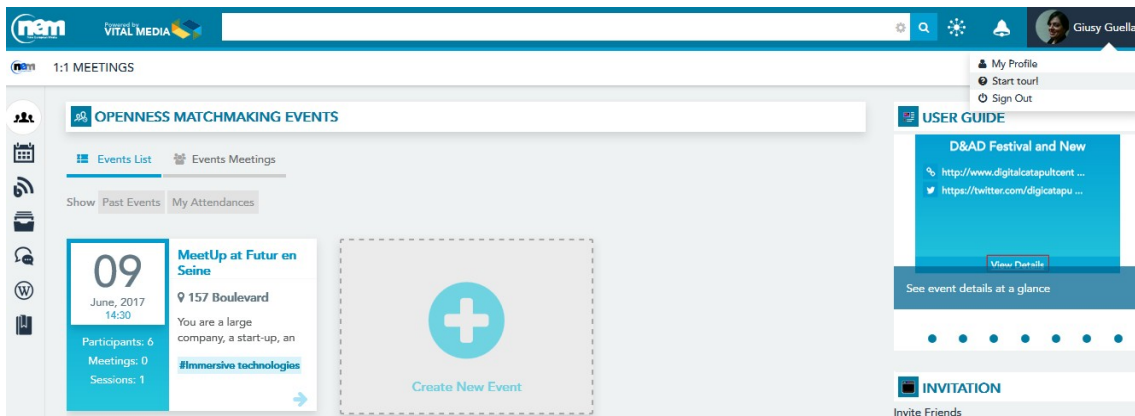 nem
Powered by
VITAL MEDIA
Giusy Guella
nem
1:1 MEETINGS
My Profile
Start tour!
Sign Out
OPENNESS MATCHMAKING EVENTS
Events List
Events Meetings
Show Past Events My Attendances
09
June, 2017
14:30
Participants: 6
Meetings: 0
Sessions: 1
MeetUp at Futur en
Seine
157 Boulevard
You are a large
company, a start-up, an
#Immersive technologies
Create New Event
USER GUIDE
D&AD Festival and New
http://www.digitalcatapultcent ...
https://twitter.com/digicatapu ...
View Details
See event details at a glance
INVITATION
Invite Friends